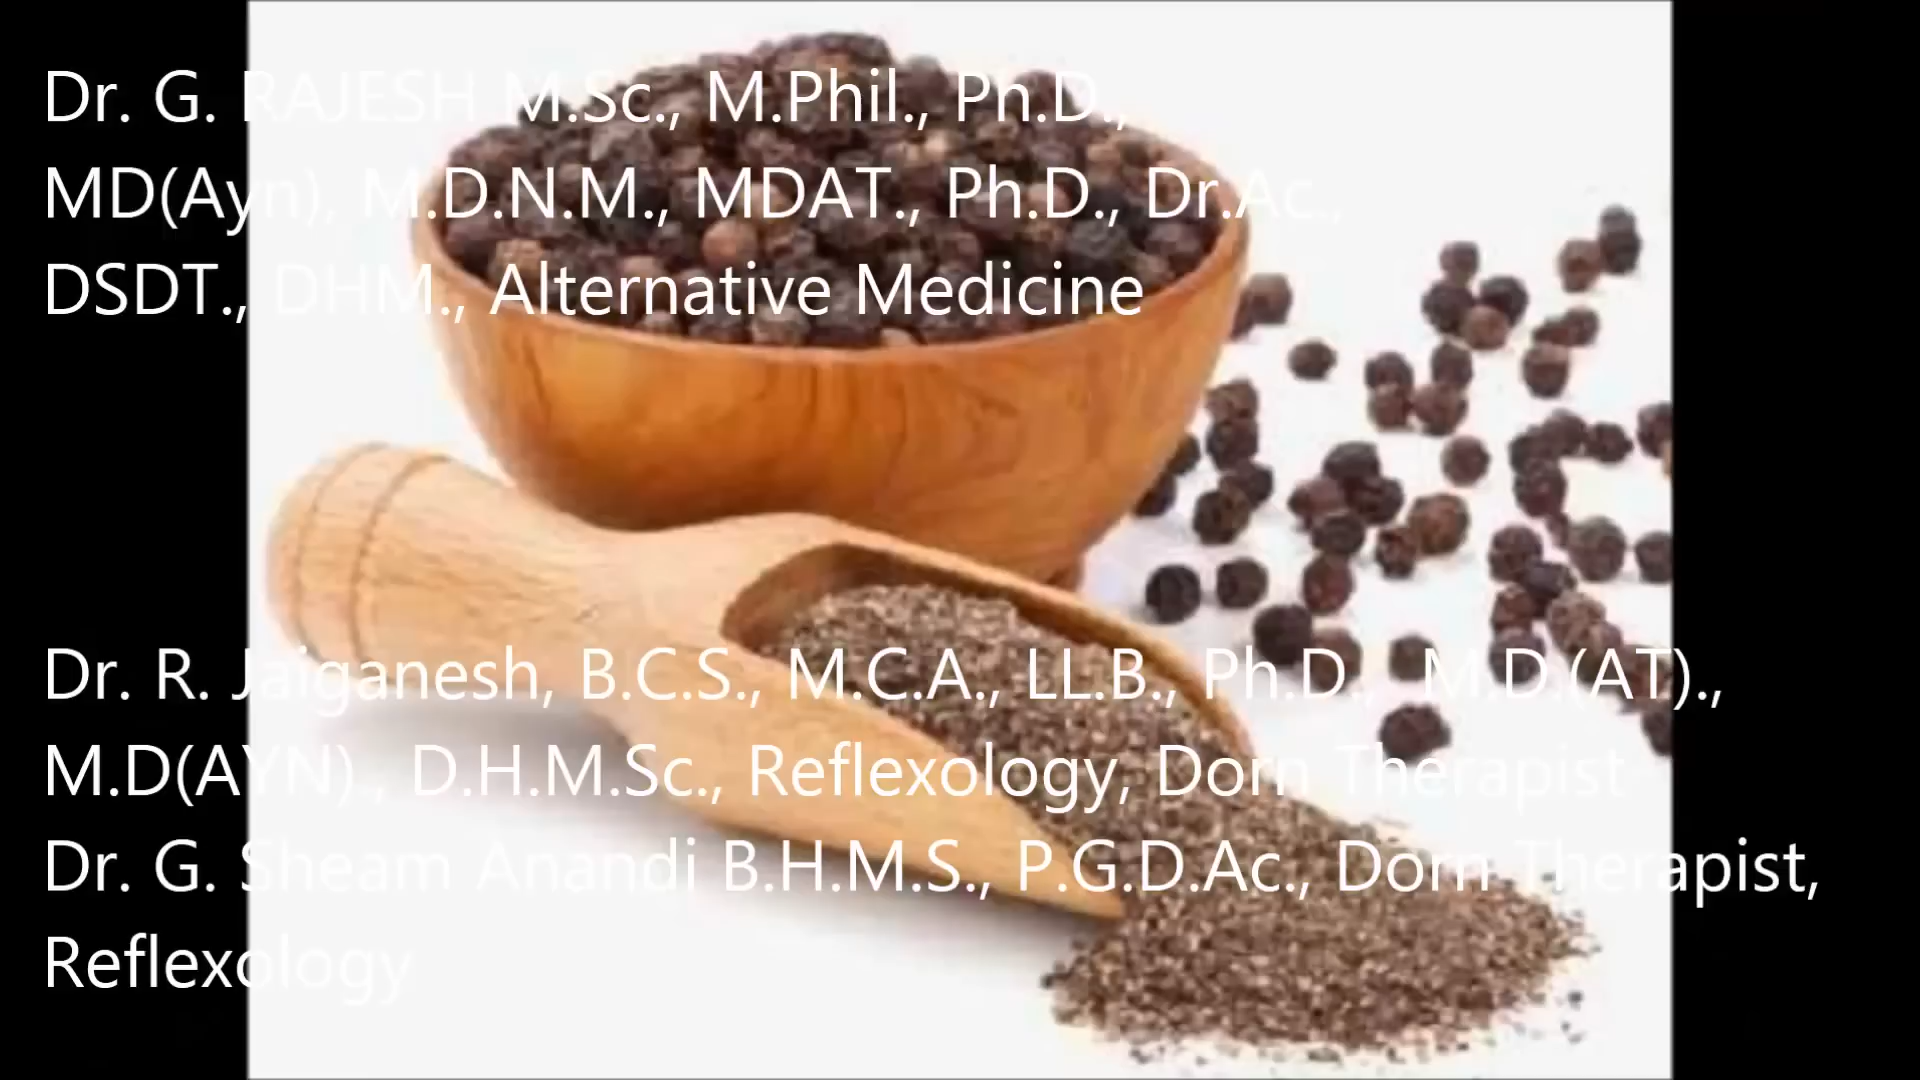 Dr. G. RAJESH M.Sc., M.Phil., Ph.D.,
MD(Ayn), M.D.N.M., MDAT., Ph.D., Dr.Ac.,
DSDT., DHM., Alternative Medicine
Dr. R. Jaiganesh, B.C.S., M.C.A., LL.B., Ph.D., M.D.(AT).,
M.D(AYN)., D.H.M.Sc., Reflexology, Dorn Therapist
Dr. G. Sheam Anandi B.H.M.S., P.G.D.Ac., Dorn Therapist,
Reflexology